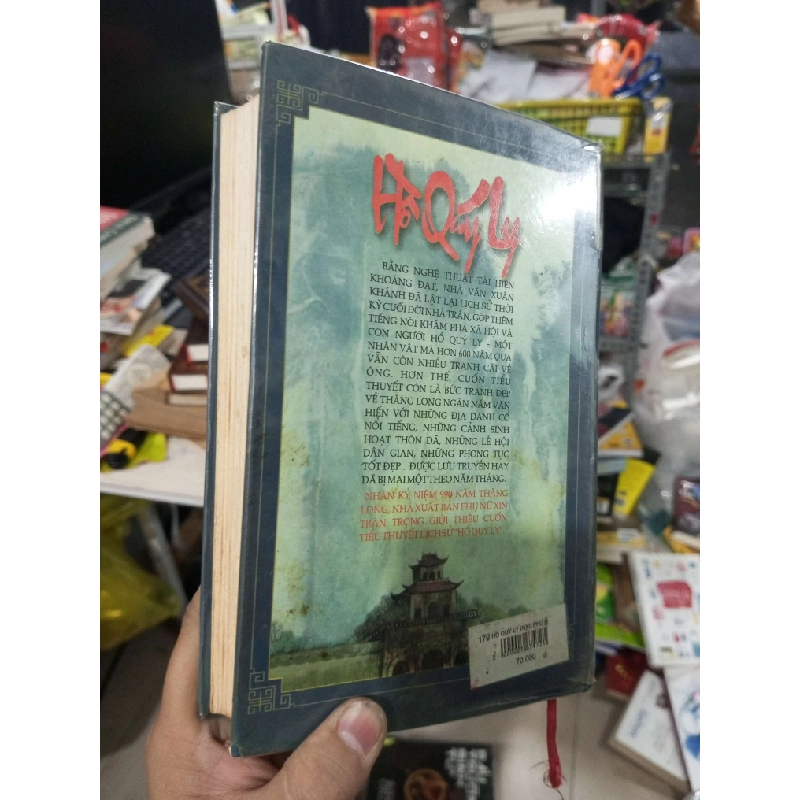 Hồ Quý Ly
BẰNG NGHỆ THUẬT TÁI HIỆN
KHOÁNG ĐẠT, NHÀ VĂN XUÂN
KHÁNH ĐÃ LẬT LẠI LỊCH SỬ THỜI
KỲ CUỐI ĐỜI NHÀ TRẦN, GÓP THÊM
TIẾNG NÓI KHÁM PHÁ XÃ HỘI VÀ
CON NGƯỜI HỒ QUÝ LY - MỘT
NHÂN VẬT MÀ HƠN 600 NĂM QUA
VẪN CÒN NHIỀU TRANH CÃI VỀ
ÔNG. HƠN THẾ, CUỐN TIỂU
THUYẾT CÒN LÀ BỨC TRANH ĐẸP
VỀ THĂNG LONG NGÀN NĂM VĂN
HIẾN VỚI NHỮNG ĐỊA DANH CỔ
NỔI TIẾNG, NHỮNG CẢNH SINH
HOẠT THÔN DÃ, NHỮNG LỄ HỘI
DÂN GIAN, NHỮNG PHONG TỤC
TỐT ĐẸP... ĐƯỢC LƯU TRUYỀN HAY
ĐÃ BỊ MAI MỘT THEO NĂM THÁNG.
NHÂN KỶ NIỆM 990 NĂM THĂNG
LONG, NHÀ XUẤT BẢN PHỤ NỮ XIN
TRÂN TRỌNG GIỚI THIỆU CUỐN
TIỂU THUYẾT LỊCH SỬ "HỒ QUÝ LY".
70.000 đ